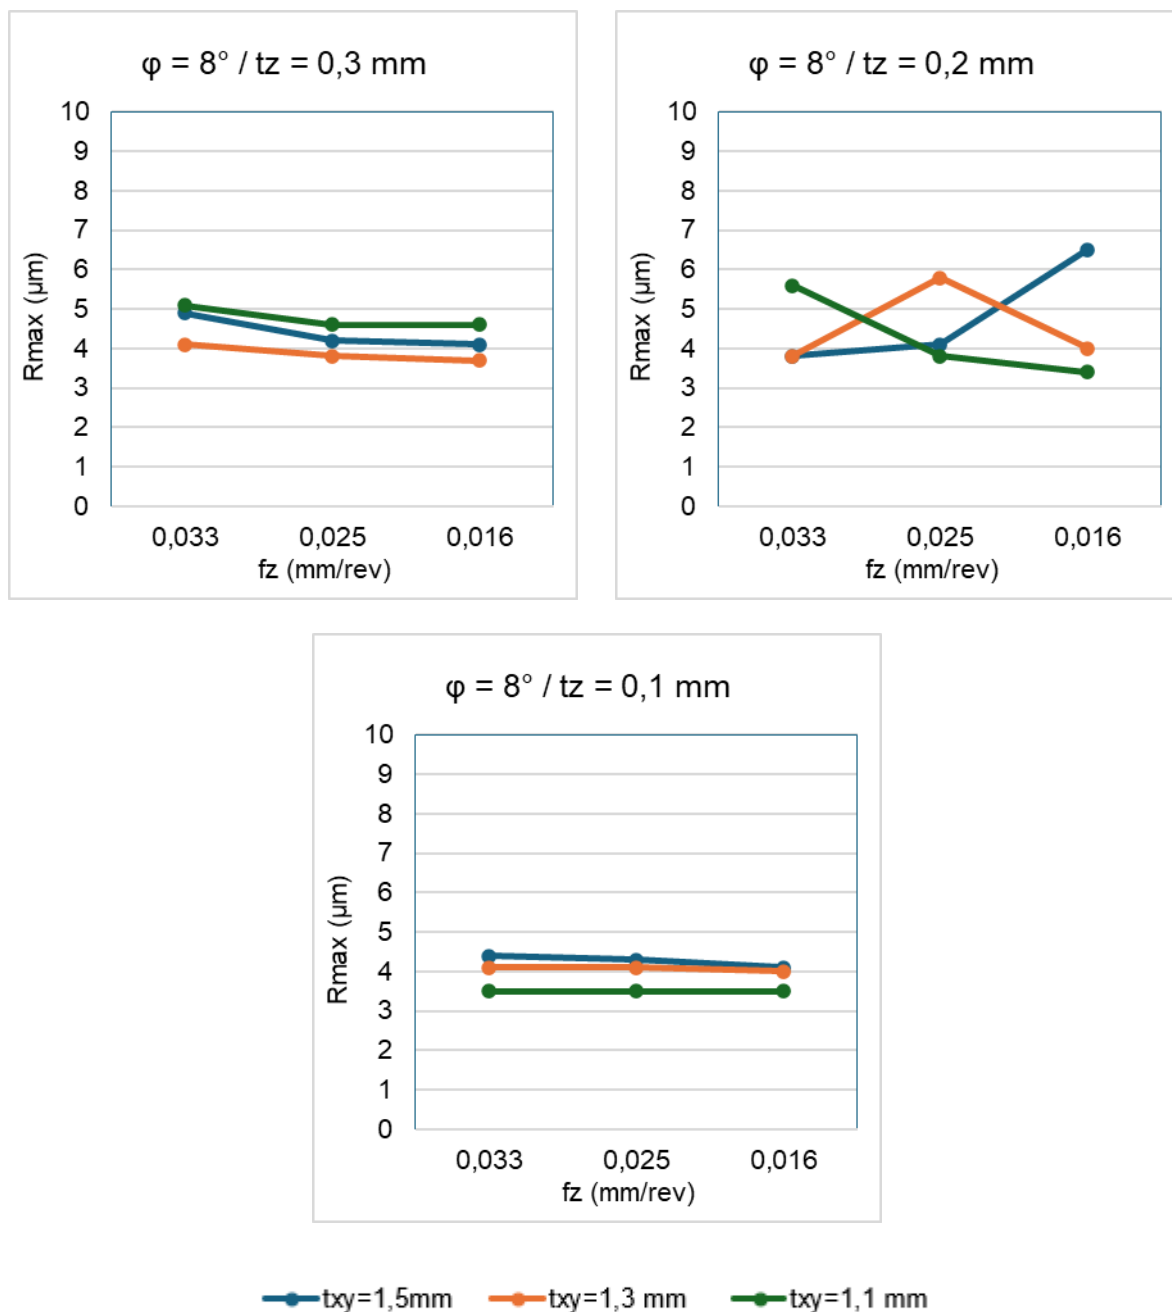 φ = 8° / tz = 0,3 mm
10
9
8
7
6
5
4
3
2
1
0
Rmax (µm)
0,033 0,025 0,016
fz (mm/rev)
φ = 8° / tz = 0,2 mm
10
9
8
7
6
5
4
3
2
1
0
Rmax (µm)
0,033 0,025 0,016
fz (mm/rev)
φ = 8° / tz = 0,1 mm
10
9
8
7
6
5
4
3
2
1
0
Rmax (µm)
0,033 0,025 0,016
fz (mm/rev)
txy=1,5mm txy=1,3 mm txy=1,1 mm